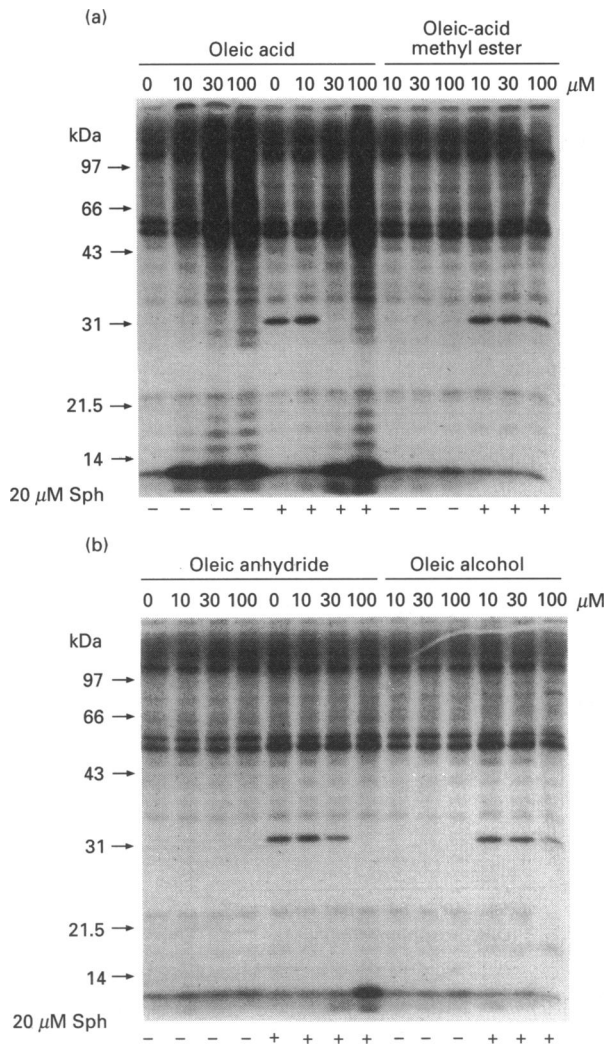 (a)
Oleic acid
Oleic-acid
methyl ester
0 10 30 100 0 10 30 100 10 30 100 10 30 100 μM
kDa
97
66
43
31
21.5
14
20 μM Sph
– – – – + + + + – – – + + +
(b)
Oleic anhydride Oleic alcohol
0 10 30 100 0 10 30 100 10 30 100 10 30 100 μM
kDa
97
66
43
31
21.5
14
20 μM Sph
– – – – + + + + – – – + + +